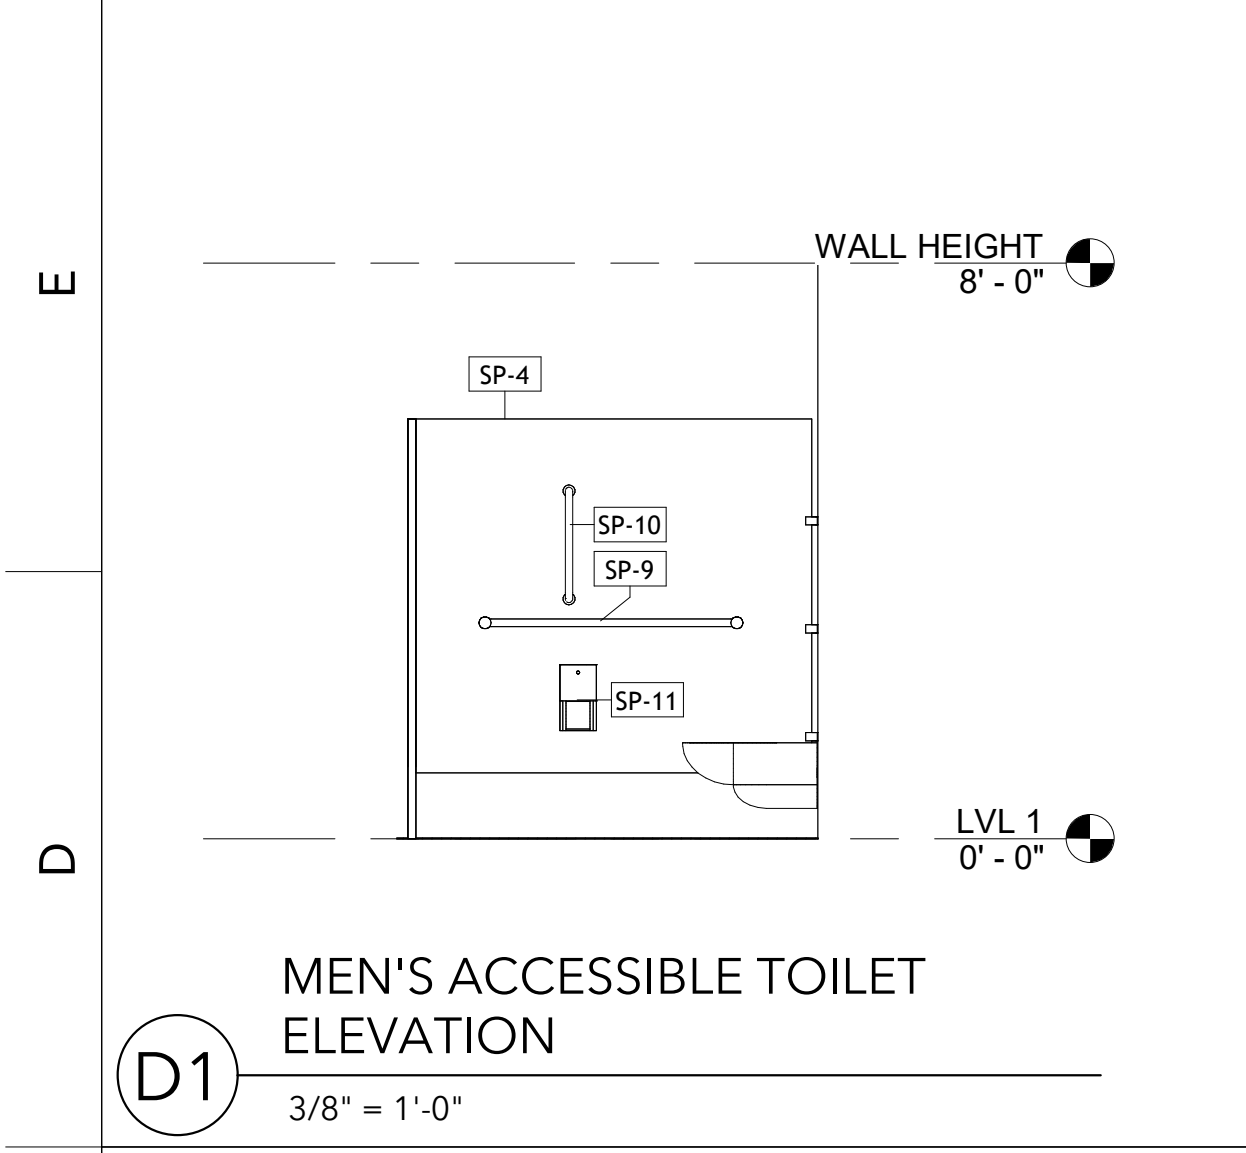 E
WALL HEIGHT
8' - 0"
SP-4
SP-10
SP-9
SP-11
LVL 1
0' - 0"
D
MEN'S ACCESSIBLE TOILET
ELEVATION
D1
3/8" = 1'-0"